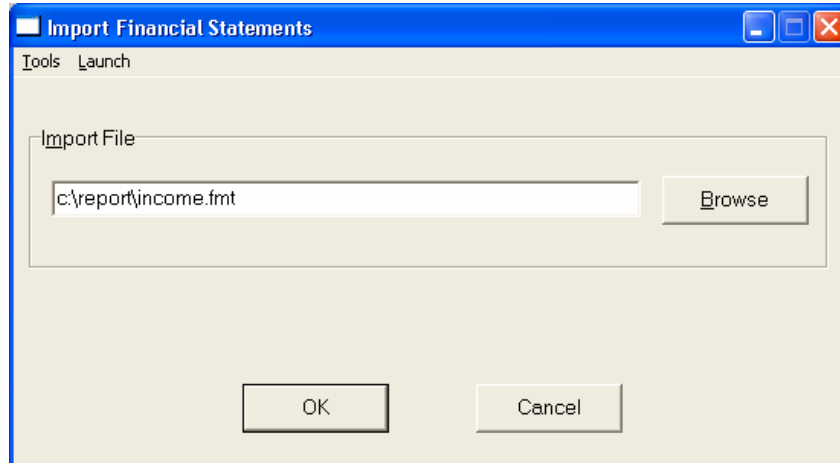 Import Financial Statements
Tools Launch
Import File
c:\report\income.fmt
Browse
OK Cancel